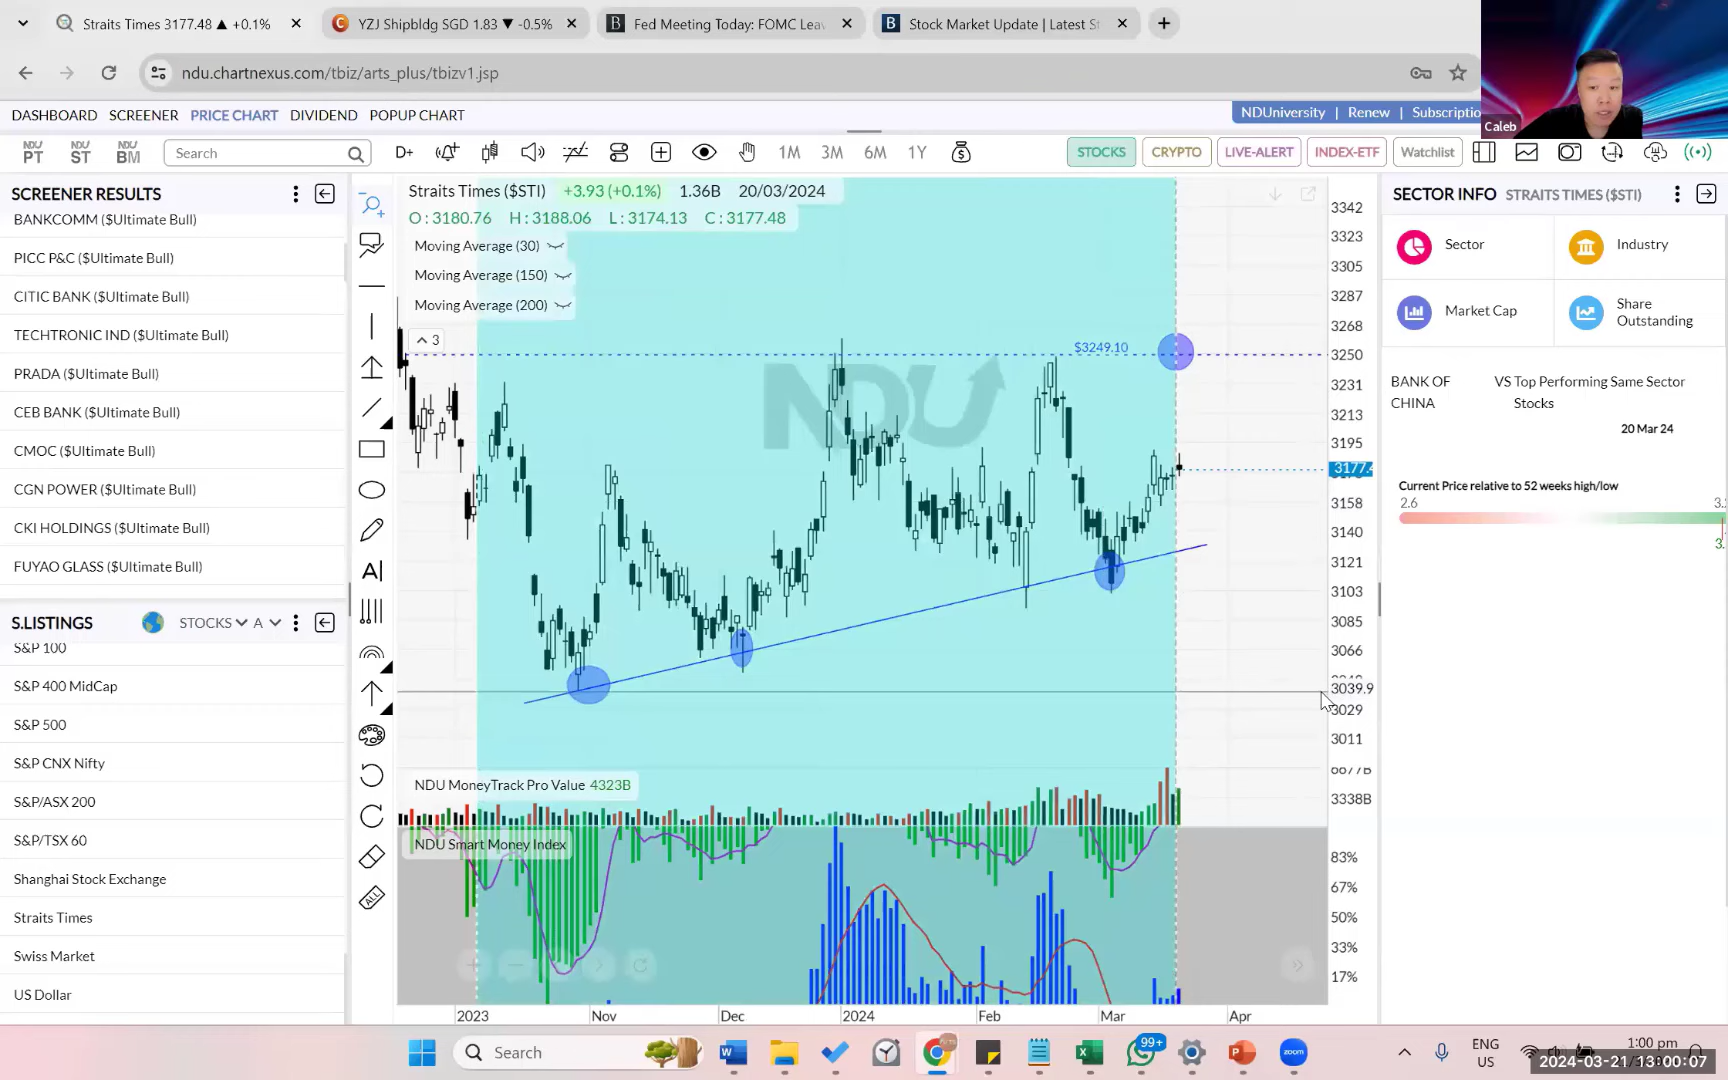 Straits Times 3177.48 ▲ +0.1%
YZJ Shipbldg SGD 1.83 ▼ -0.5%
Fed Meeting Today: FOMC Lea
Stock Market Update | Latest S
ndu.chartnexus.com/tbiz/arts_plus/tbizv1.jsp
Caleb
DASHBOARD SCREENER PRICE CHART DIVIDEND POPUP CHART
NDUniversity | Renew | Subscriptio
NDU PT
NDU ST
NDU BM
Search
D+
1M 3M 6M 1Y
STOCKS CRYPTO LIVE-ALERT INDEX-ETF Watchlist
SCREENER RESULTS
BANKCOMM ($Ultimate Bull)
PICC P&C ($Ultimate Bull)
CITIC BANK ($Ultimate Bull)
TECHTRONIC IND ($Ultimate Bull)
PRADA ($Ultimate Bull)
CEB BANK ($Ultimate Bull)
CMOC ($Ultimate Bull)
CGN POWER ($Ultimate Bull)
CKI HOLDINGS ($Ultimate Bull)
FUYAO GLASS ($Ultimate Bull)
S.LISTINGS STOCKS A
S&P 100
S&P 400 MidCap
S&P 500
S&P CNX Nifty
S&P/ASX 200
S&P/TSX 60
Shanghai Stock Exchange
Straits Times
Swiss Market
US Dollar
A|
ALL
Straits Times ($STI) +3.93 (+0.1%) 1.36B 20/03/2024
O : 3180.76 H : 3188.06 L : 3174.13 C : 3177.48
Moving Average (30)
Moving Average (150)
Moving Average (200)
3
$3249.10
NDU
3342
3323
3305
3287
3268
3250
3231
3213
3195
3177.4
3158
3140
3121
3103
3085
3066
3039.9
3029
3011
3338B
NDU MoneyTrack Pro Value 4323B
NDU Smart Money Index
83%
67%
50%
33%
17%
2023 Nov Dec 2024 Feb Mar Apr
SECTOR INFO STRAITS TIMES ($STI)
Sector
Industry
Market Cap
Share Outstanding
BANK OF CHINA
VS Top Performing Same Sector Stocks
20 Mar 24
Current Price relative to 52 weeks high/low
2.6
3.
Search
99+
zoom
ENG
US
1:00 pm
2024-03-21 13:00:07